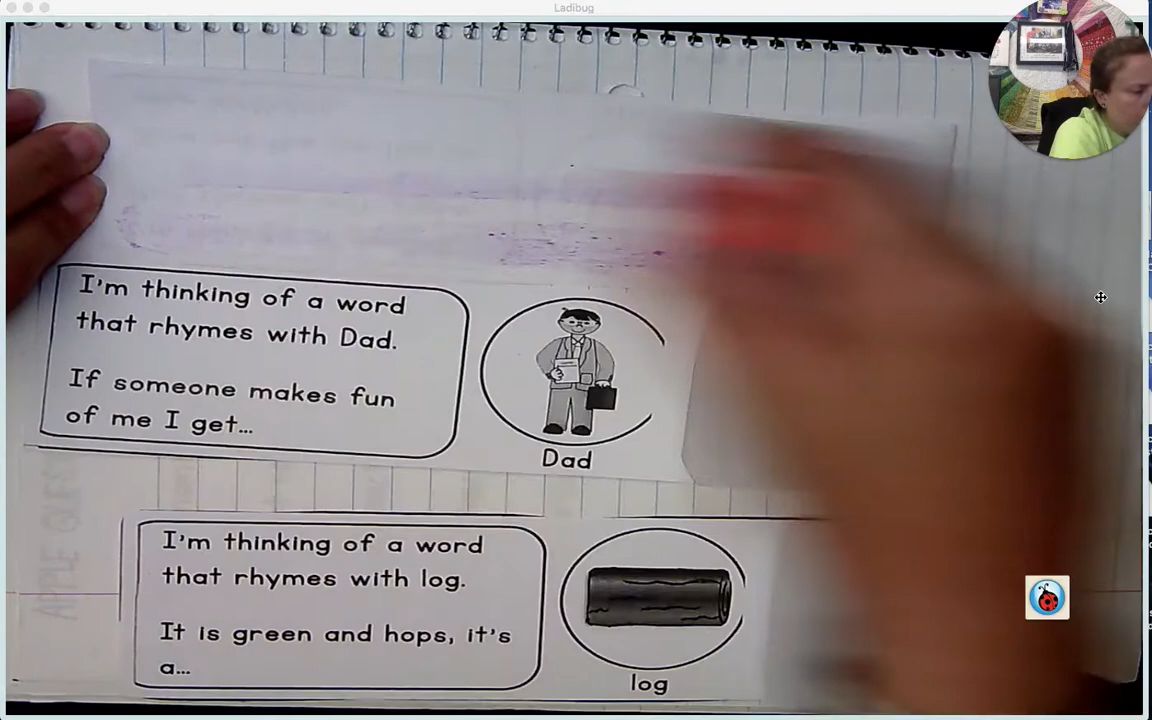 Ladibug
I'm thinking of a word
that rhymes with Dad.
If someone makes fun
of me I get...
Dad
I'm thinking of a word
that rhymes with log.
It is green and hops, it's
a...
log